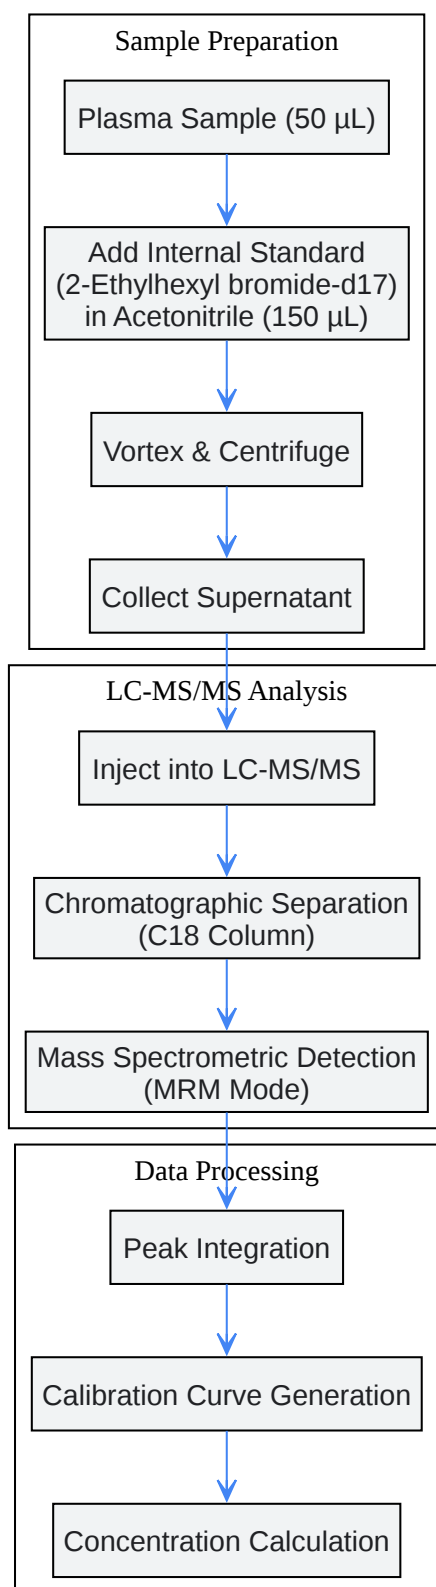 Sample Preparation
Plasma Sample (50 µL)
Add Internal Standard
(2-Ethylhexyl bromide-d17)
in Acetonitrile (150 µL)
Vortex & Centrifuge
Collect Supernatant
LC-MS/MS Analysis
Inject into LC-MS/MS
Chromatographic Separation
(C18 Column)
Mass Spectrometric Detection
(MRM Mode)
Data Processing
Peak Integration
Calibration Curve Generation
Concentration Calculation